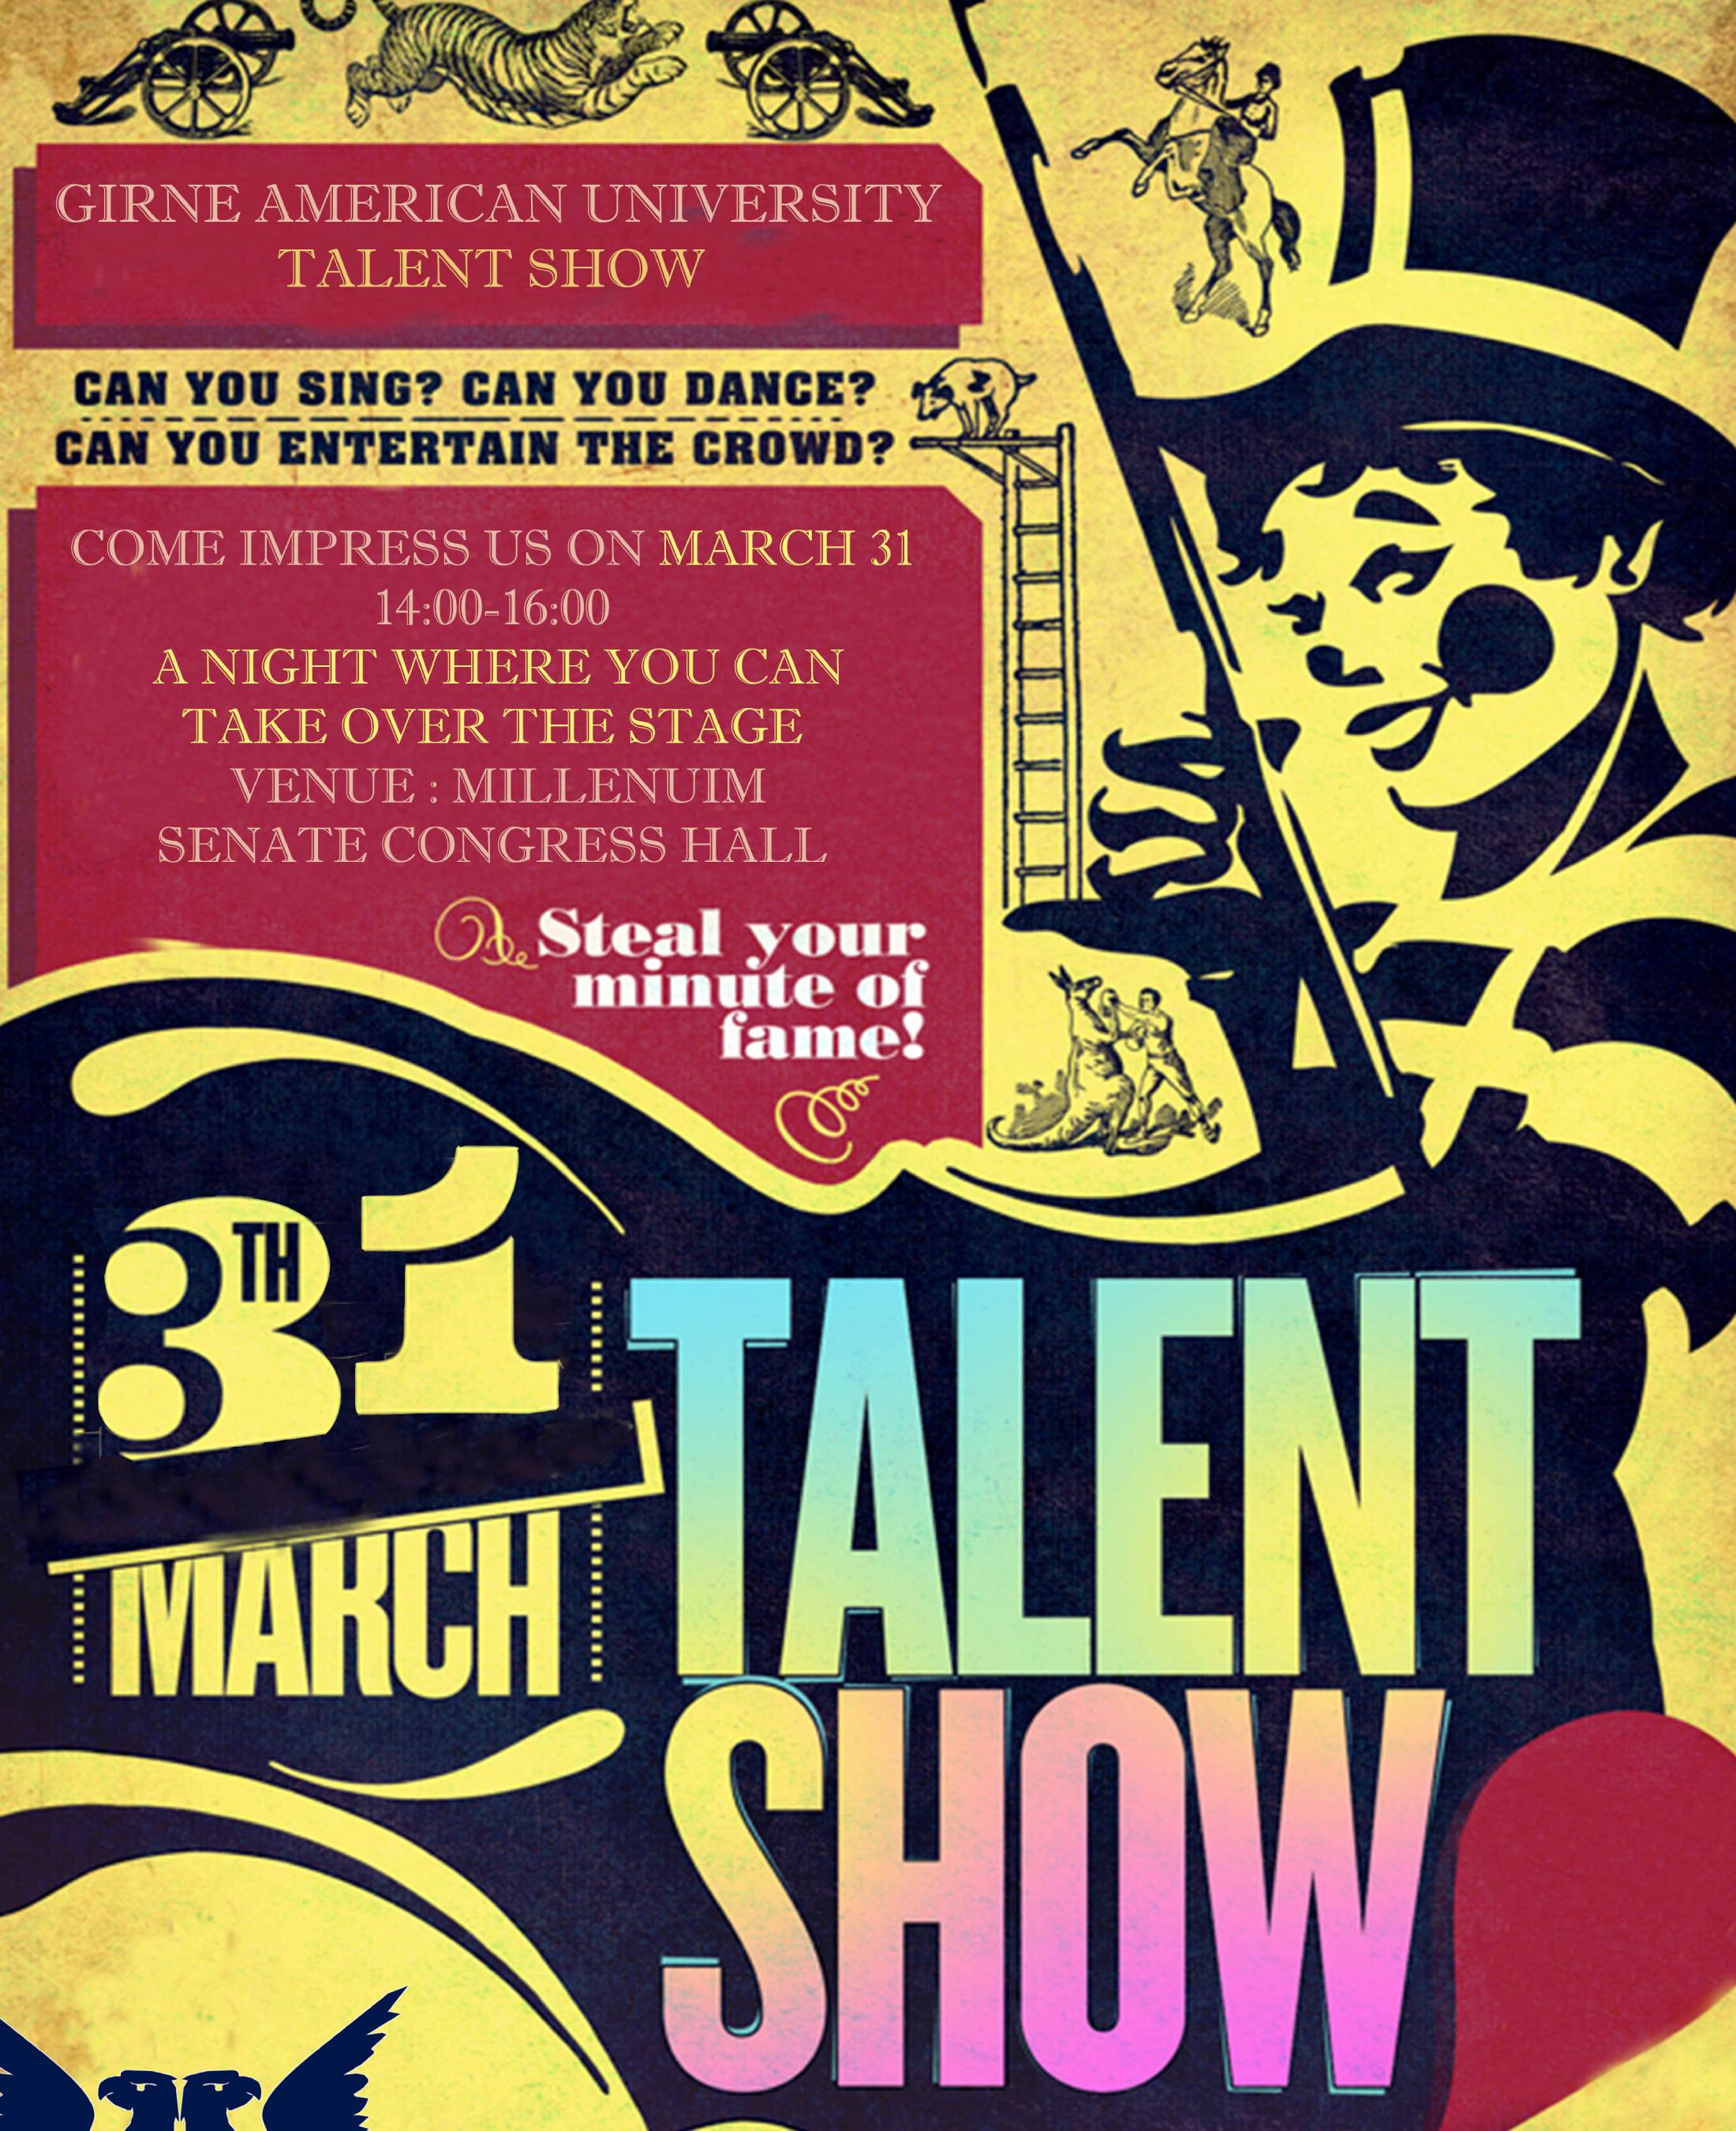 GIRNE AMERICAN UNIVERSITY
TALENT SHOW
CAN YOU SING? CAN YOU DANCE?
CAN YOU ENTERTAIN THE CROWD?
COME IMPRESS US ON MARCH 31
14:00-16:00
A NIGHT WHERE YOU CAN
TAKE OVER THE STAGE
VENUE : MILLENUIM
SENATE CONGRESS HALL
Steal your
minute of
fame!
31TH
MARCH
TALENT
SHOW